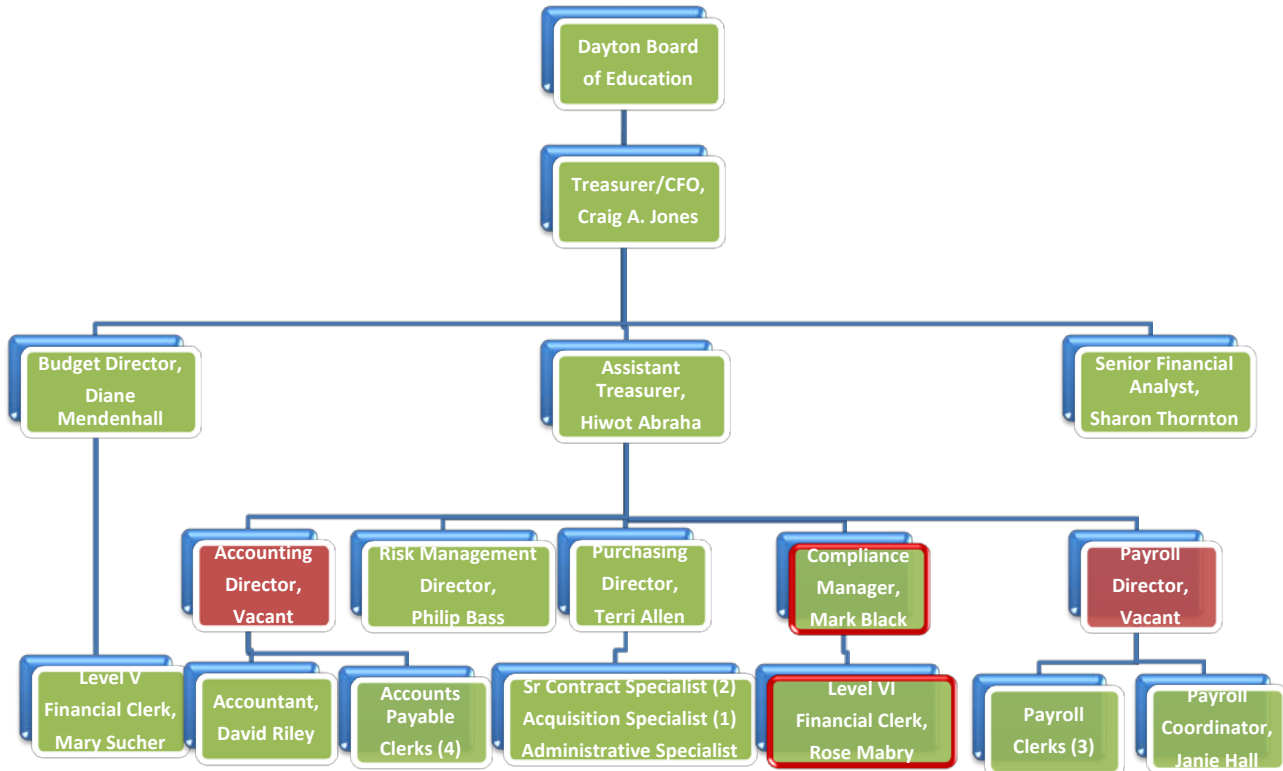 Dayton Board
of Education
Treasurer/CFO,
Craig A. Jones
Budget Director,
Diane
Mendenhall
Assistant
Treasurer,
Hiwot Abraha
Senior Financial
Analyst,
Sharon Thornton
Accounting
Director,
Vacant
Risk Management
Director,
Philip Bass
Purchasing
Director,
Terri Allen
Compliance
Manager,
Mark Black
Payroll
Director,
Vacant
Level V
Financial Clerk,
Mary Sucher
Accountant,
David Riley
Accounts
Payable
Clerks (4)
Sr Contract Specialist (2)
Acquisition Specialist (1)
Administrative Specialist
Level VI
Financial Clerk,
Rose Mabry
Payroll
Clerks (3)
Payroll
Coordinator,
Janie Hall